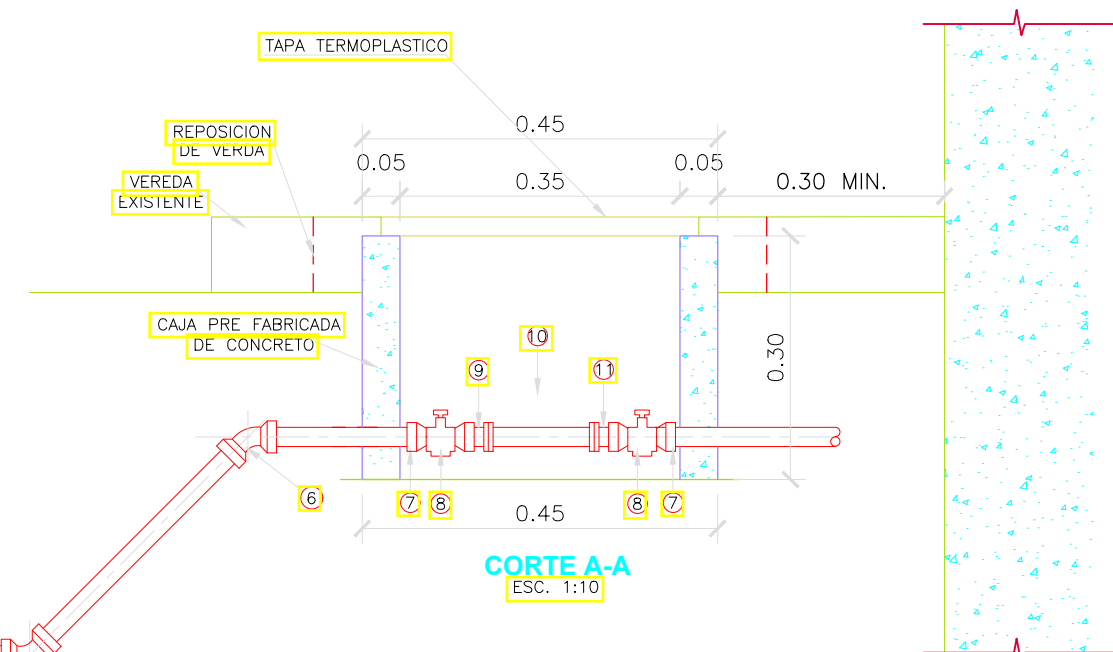 TAPA TERMOPLASTICO
0.45
REPOSICION
DE VERDA
0.05
0.35
0.05
0.30 MIN.
VEREDA
EXISTENTE
CAJA PRE FABRICADA
DE CONCRETO
10
0.30
9
11
6
7
8
8
7
0.45
CORTE A-A
ESC. 1:10